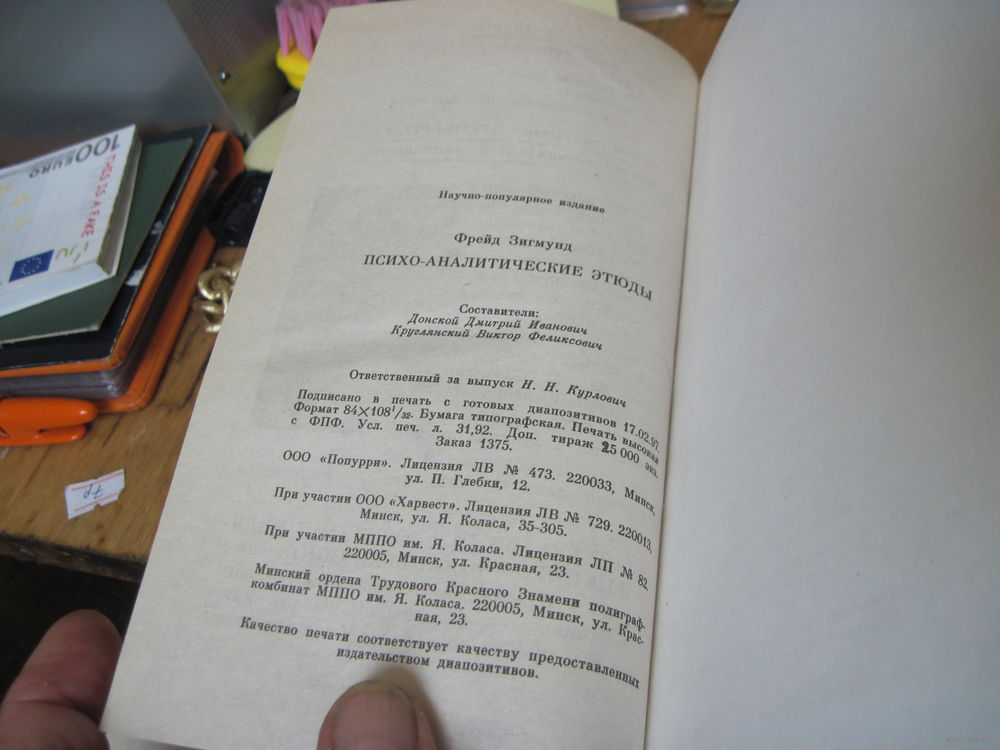 Научно-популярное издание
Фрейд Зигмунд
ПСИХО-АНАЛИТИЧЕСКИЕ ЭТЮДЫ
Составители:
Донской Дмитрий Иванович
Круглянский Виктор Феликсович
Ответственный за выпуск Н. Н. Курлович
Подписано в печать с готовых диапозитивов 17.02.97.
Формат 84×108¹/₃₂. Бумага типографская. Печать высокая
с ФПФ. Усл. печ. л. 31,92. Доп. тираж 25 000 экз.
Заказ 1375.
ООО «Попурри». Лицензия ЛВ № 473. 220033, Минск,
ул. П. Глебки, 12.
При участии ООО «Харвест». Лицензия ЛВ № 729. 220013,
Минск, ул. Я. Коласа, 35-305.
При участии МППО им. Я. Коласа. Лицензия ЛП № 82.
220005, Минск, ул. Красная, 23.
Минский ордена Трудового Красного Знамени полиграф-
комбинат МППО им. Я. Коласа. 220005, Минск, ул. Крас-
ная, 23.
Качество печати соответствует качеству предоставленных
издательством диапозитивов.
100 EURO
THIS IS A FAKE
7р